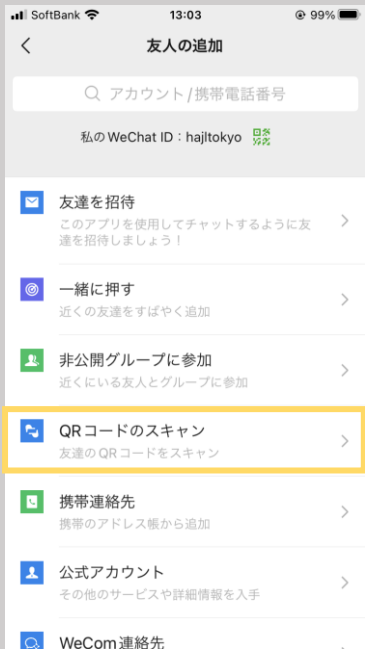 SoftBank 13:03 99%
友人の追加
アカウント/携帯電話番号
私のWeChat ID:hajltokyo
友達を招待
このアプリを使用してチャットするように友
達を招待しましょう!
一緒に押す
近くの友達をすばやく追加
非公開グループに参加
近くにいる友人とグループに参加
QRコードのスキャン
友達のQRコードをスキャン
携帯連絡先
携帯のアドレス帳から追加
公式アカウント
その他のサービスや詳細情報を入手
WeCom連絡先